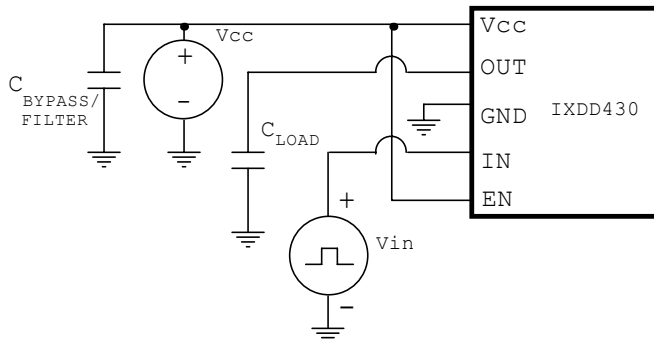 Vcc
Vcc
+
-
C BYPASS/
FILTER
OUT
GND
IXDD430
C LOAD
IN
EN
+
Vin
-